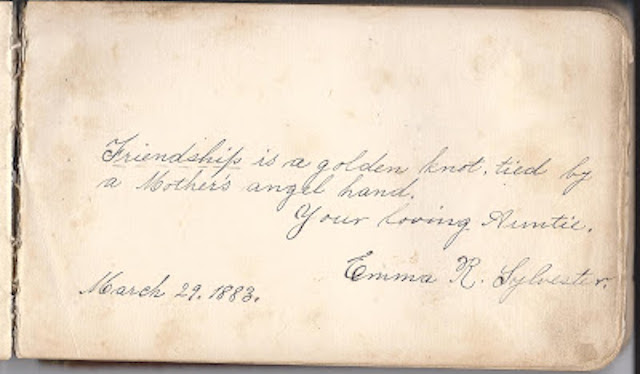 Friendship is a golden knot, tied by
a Mother's angel hand.
Your loving Auntie.
Emma R. Sylvester.
March 29. 1883.